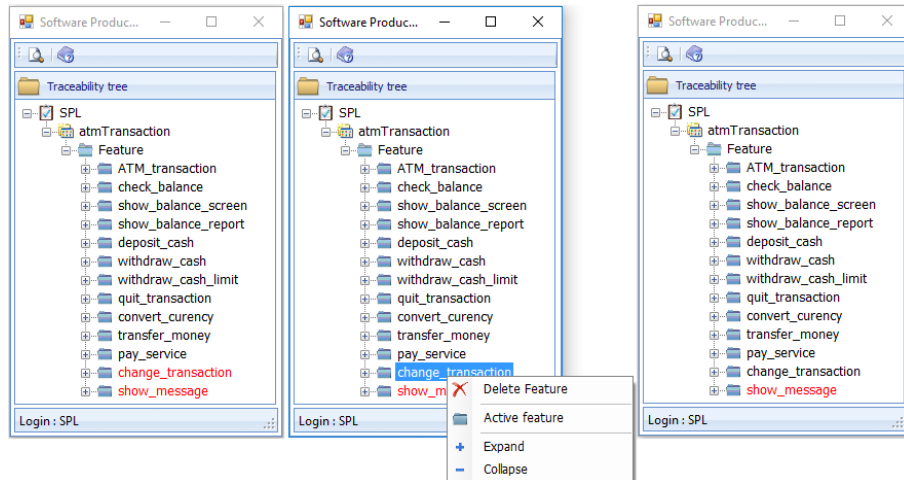 Software Produc...
Traceability tree
SPL
atmTransaction
Feature
ATM_transaction
check_balance
show_balance_screen
show_balance_report
deposit_cash
withdraw_cash
withdraw_cash_limit
quit_transaction
convert_curency
transfer_money
pay_service
change_transaction
show_message
Login : SPL
Software Produc...
Traceability tree
SPL
atmTransaction
Feature
ATM_transaction
check_balance
show_balance_screen
show_balance_report
deposit_cash
withdraw_cash
withdraw_cash_limit
quit_transaction
convert_curency
transfer_money
pay_service
change_transaction
show_m
Delete Feature
Active feature
Expand
Collapse
Login : SPL
Software Produc...
Traceability tree
SPL
atmTransaction
Feature
ATM_transaction
check_balance
show_balance_screen
show_balance_report
deposit_cash
withdraw_cash
withdraw_cash_limit
quit_transaction
convert_curency
transfer_money
pay_service
change_transaction
show_message
Login : SPL